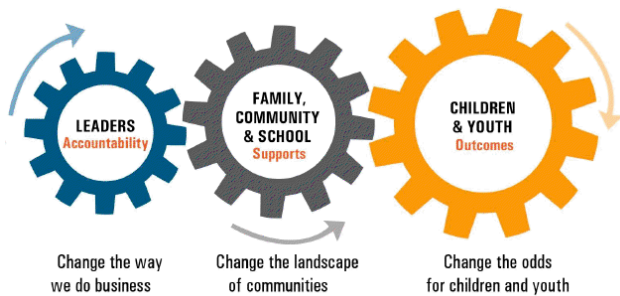 LEADERS
Accountability
FAMILY,
COMMUNITY
& SCHOOL
Supports
CHILDREN
& YOUTH
Outcomes
Change the way
we do business
Change the landscape
of communities
Change the odds
for children and youth